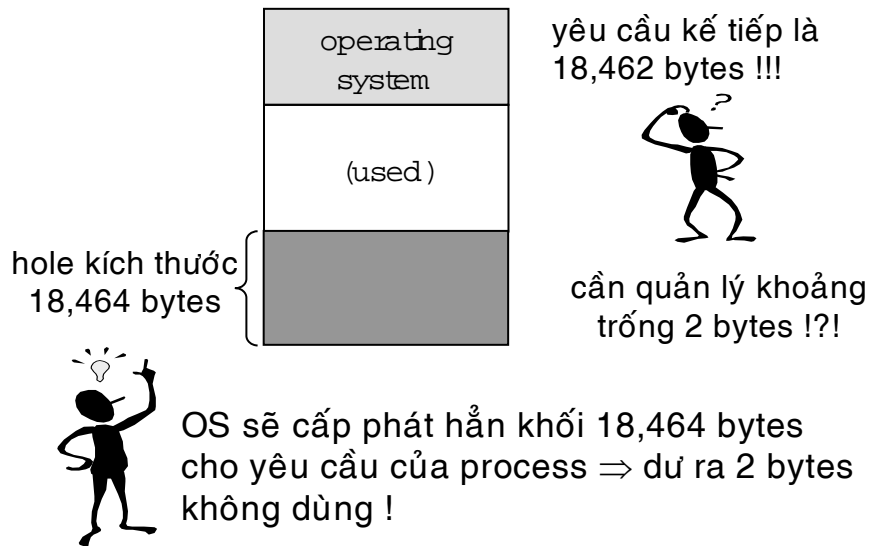 operating
system
yêu cầu kế tiếp là
18,462 bytes !!!
?
(used)
hole kích thước
18,464 bytes
cần quản lý khoảng
trống 2 bytes !?!
OS sẽ cấp phát hẳn khối 18,464 bytes
cho yêu cầu của process ⇒ dư ra 2 bytes
không dùng !